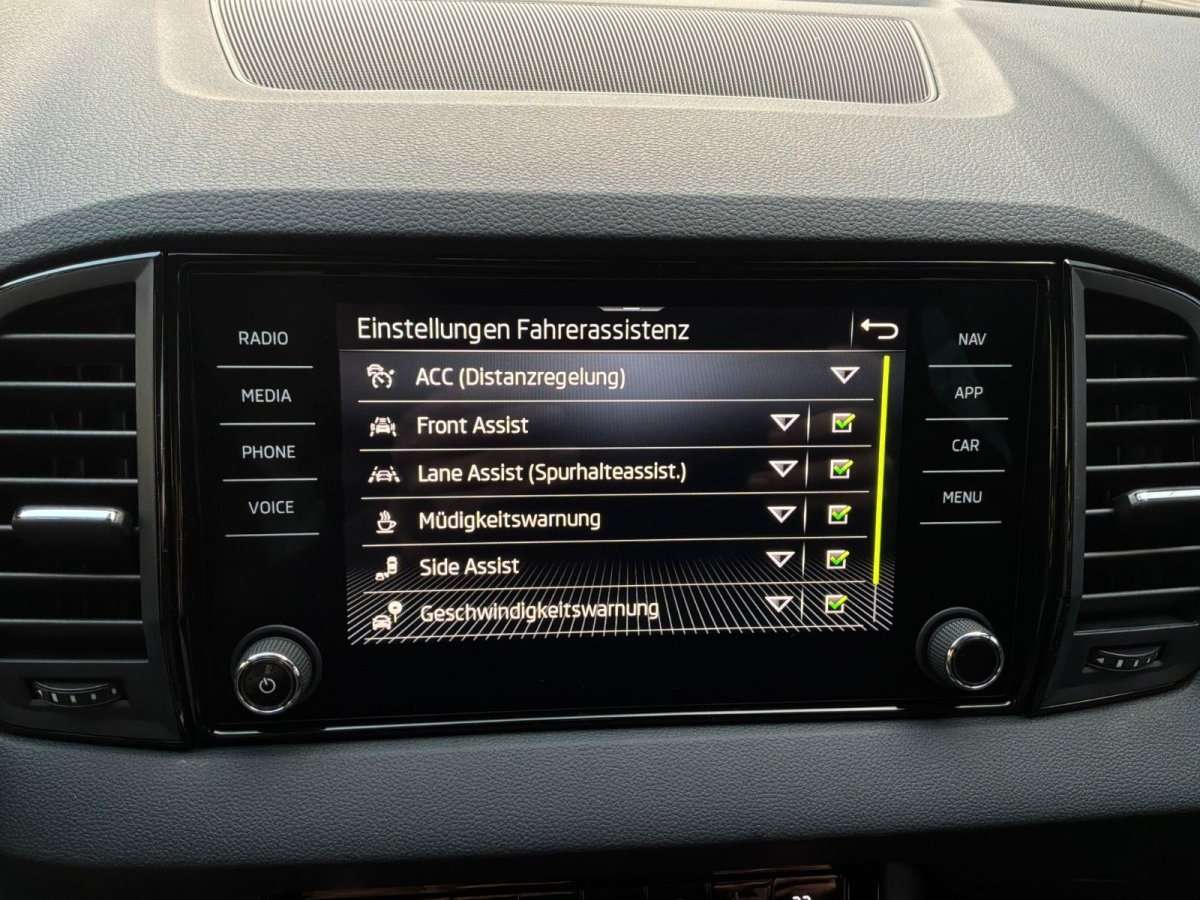 RADIO
MEDIA
PHONE
VOICE
Einstellungen Fahrerassistenz
ACC (Distanzregelung)
Front Assist
Lane Assist (Spurhalteassist.)
Müdigkeitswarnung
Side Assist
Geschwindigkeitswarnung
NAV
APP
CAR
MENU